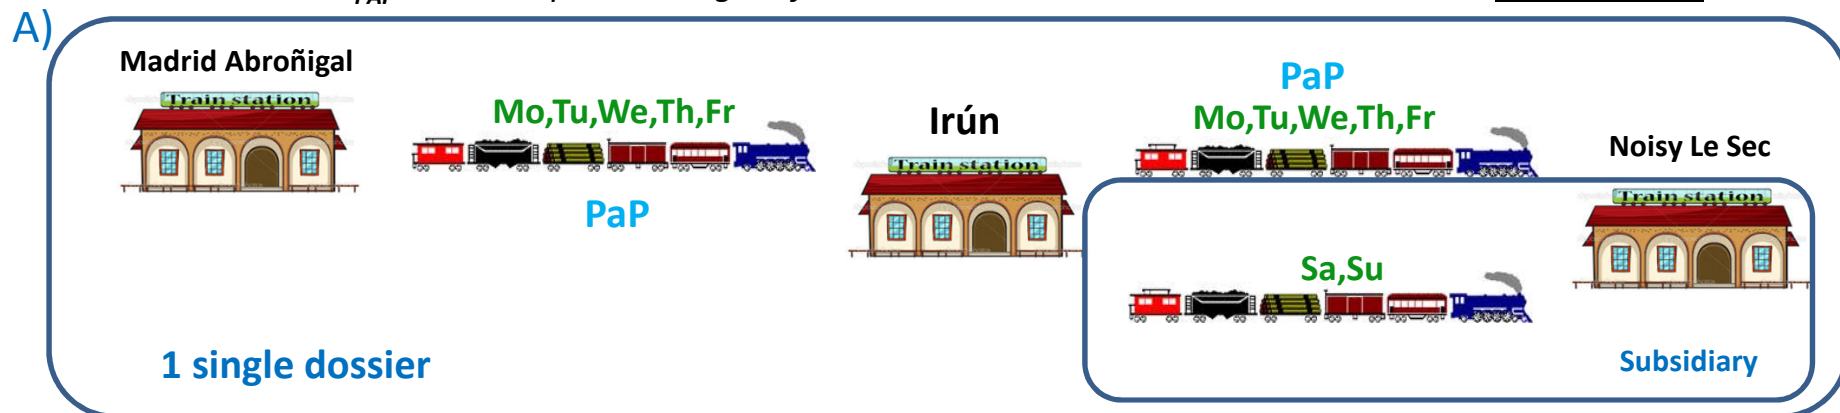 A)
Madrid Abroñigal
Train station
Mo,Tu,We,Th,Fr
PaP
Irún
Train station
PaP
Mo,Tu,We,Th,Fr
Noisy Le Sec
Train station
Sa,Su
1 single dossier
Subsidiary